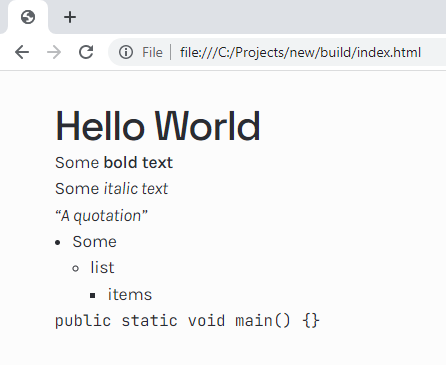 File file:///C:/Projects/new/build/index.html
Hello World
Some bold text
Some italic text
“A quotation”
Some
list
items
public static void main() {}